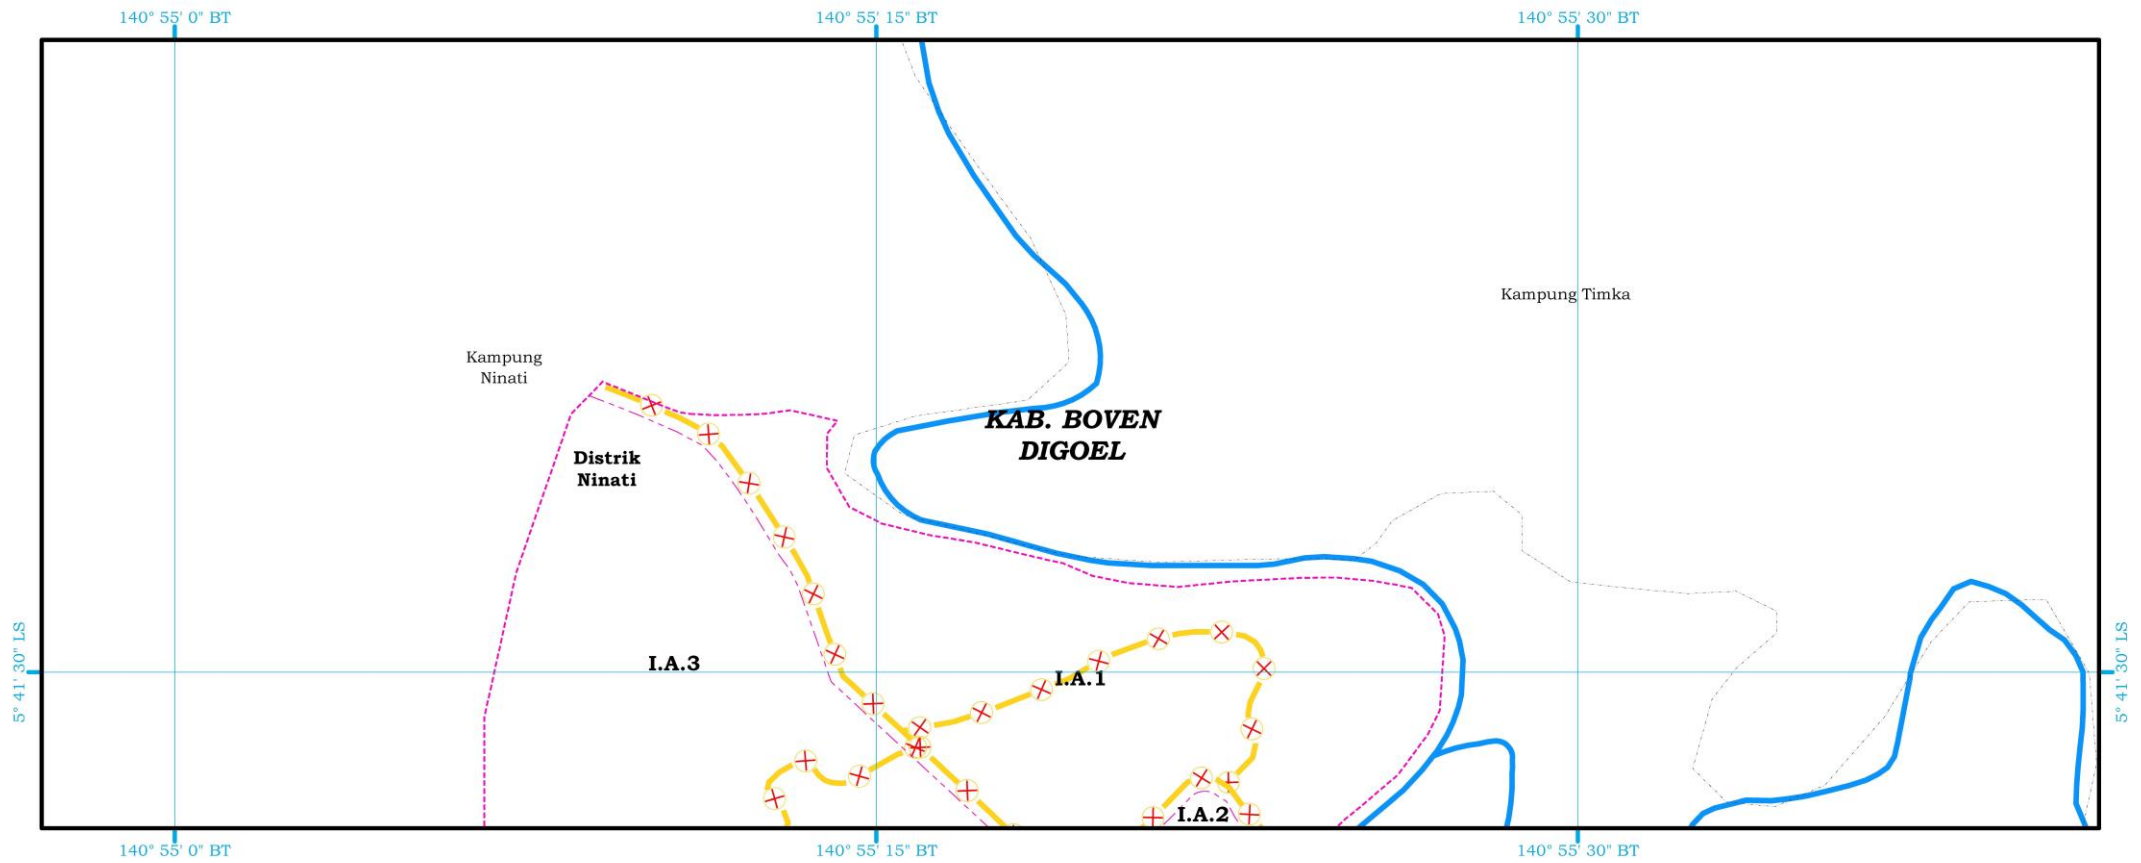 140° 55' 0" BT
140° 55' 15" BT
140° 55' 30" BT
Kampung Timka
Kampung
Ninati
KAB. BOVEN
DIGOEL
Distrik
Ninati
5° 41' 30" LS
5° 41' 30" LS
I.A.3
I.A.1
I.A.2
140° 55' 0" BT
140° 55' 15" BT
140° 55' 30" BT